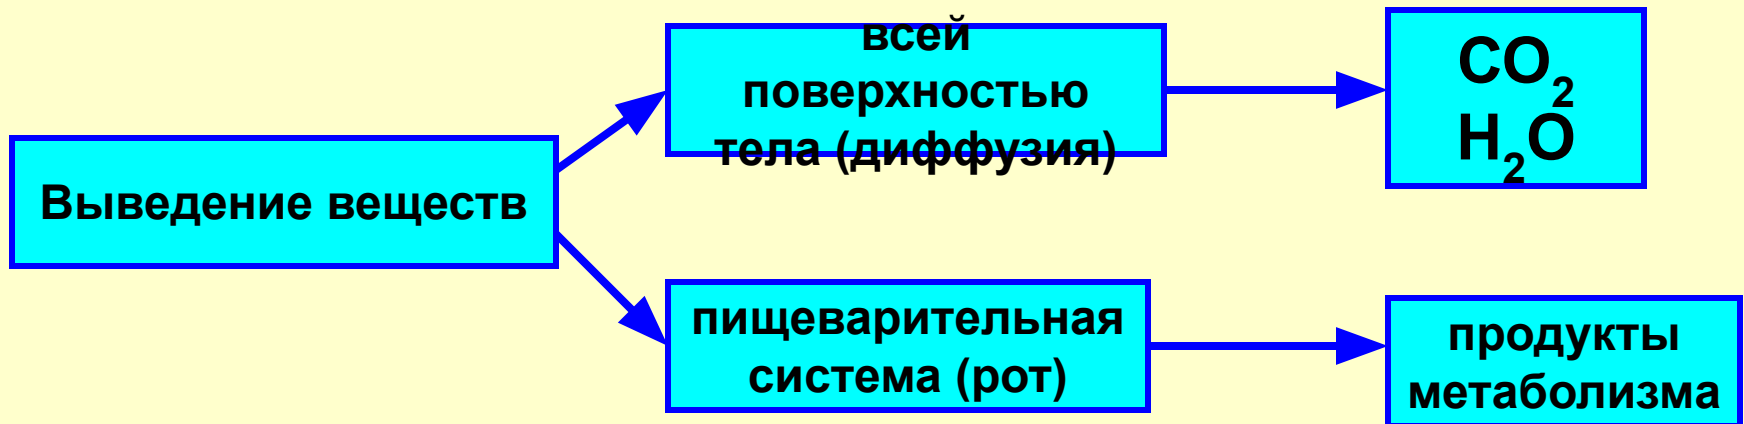 всей
поверхностью
тела (диффузия)
CO₂
H₂O
Выведение веществ
пищеварительная
система (рот)
продукты
метаболизма